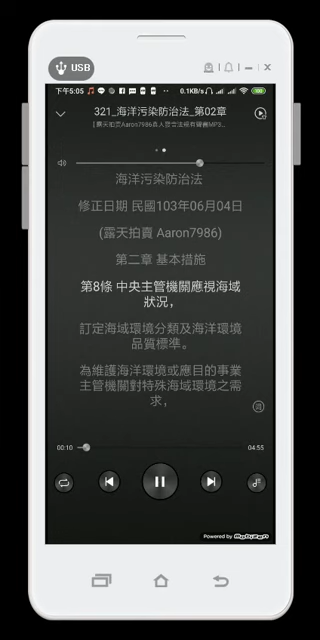 USB
下午5:05
0.1KB/s
321_海洋污染防治法_第02章
海洋污染防治法
修正日期 民國103年06月04日
(露天拍賣 Aaron7986)
第二章 基本措施
第8條 中央主管機關應視海域
狀況，
訂定海域環境分類及海洋環境
品質標準。
為維護海洋環境或應目的事業
主管機關對特殊海域環境之需
求，
詞
00:10
04:55
Powered by